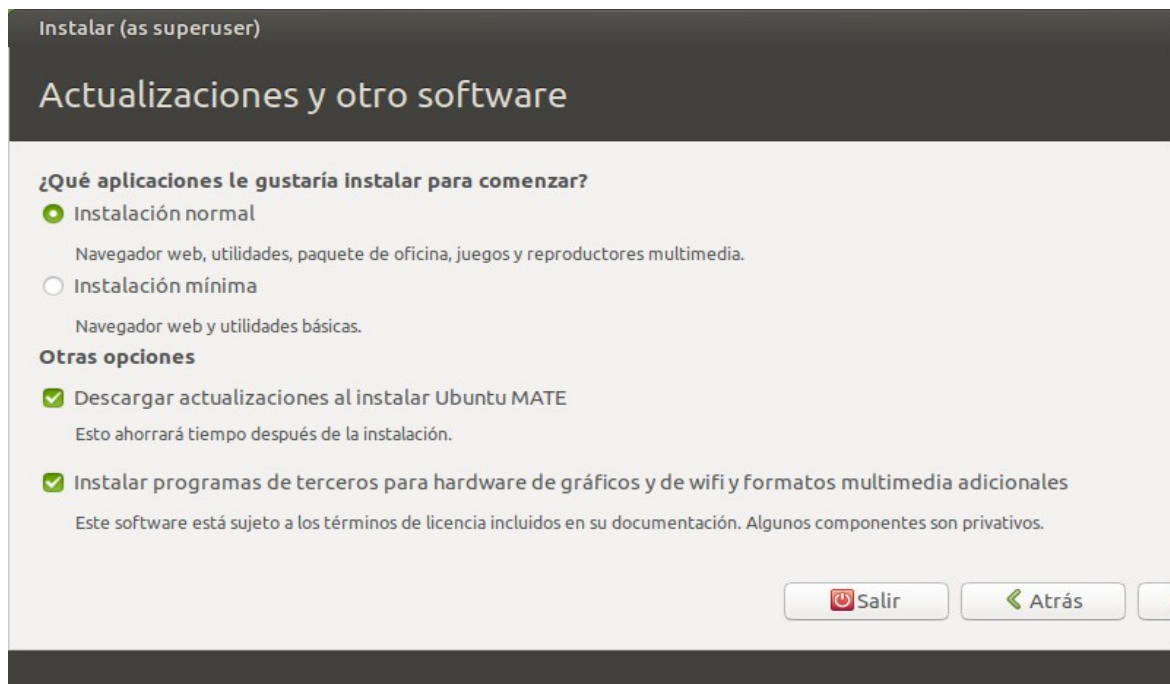 Instalar (as superuser)
Actualizaciones y otro software
¿Qué aplicaciones le gustaría instalar para comenzar?
Instalación normal
Navegador web, utilidades, paquete de oficina, juegos y reproductores multimedia.
Instalación mínima
Navegador web y utilidades básicas.
Otras opciones
Descargar actualizaciones al instalar Ubuntu MATE
Esto ahorrará tiempo después de la instalación.
Instalar programas de terceros para hardware de gráficos y de wifi y formatos multimedia adicionales
Este software está sujeto a los términos de licencia incluidos en su documentación. Algunos componentes son privativos.
Salir
Atrás